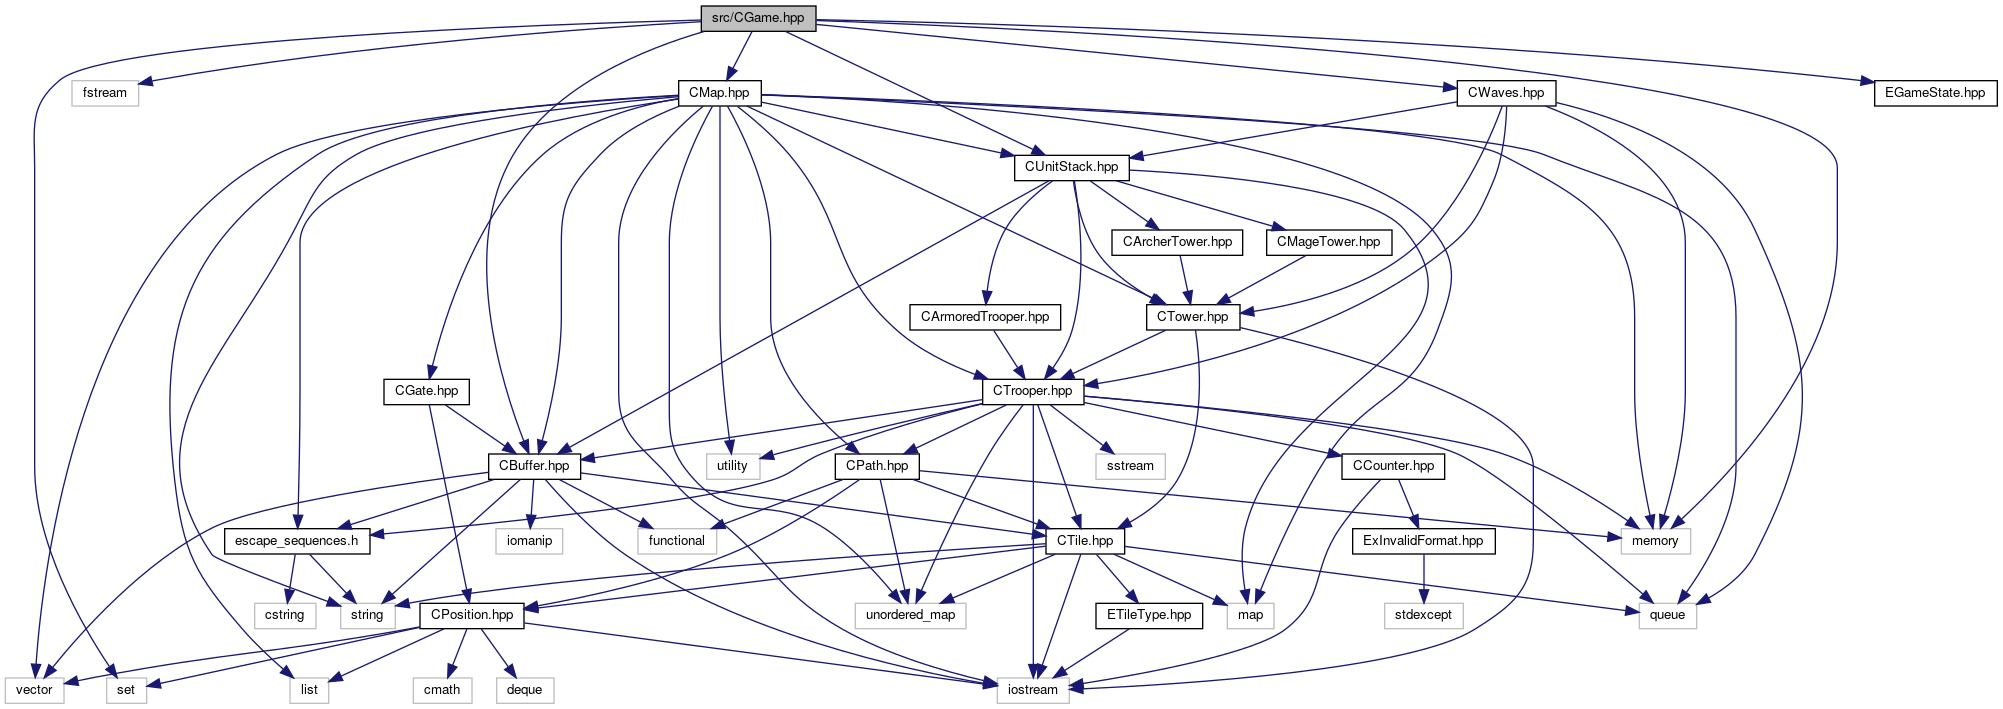 src/CGame.hpp
fstream
CMap.hpp
CWaves.hpp
EGameState.hpp
CUnitStack.hpp
CArcherTower.hpp
CMageTower.hpp
CArmoredTrooper.hpp
CTower.hpp
CGate.hpp
CTrooper.hpp
CBuffer.hpp
utility
CPath.hpp
sstream
CCounter.hpp
escape_sequences.h
iomanip
functional
CTile.hpp
ExInvalidFormat.hpp
memory
cstring
string
CPosition.hpp
unordered_map
ETileType.hpp
map
stdexcept
queue
vector
set
list
cmath
deque
iostream